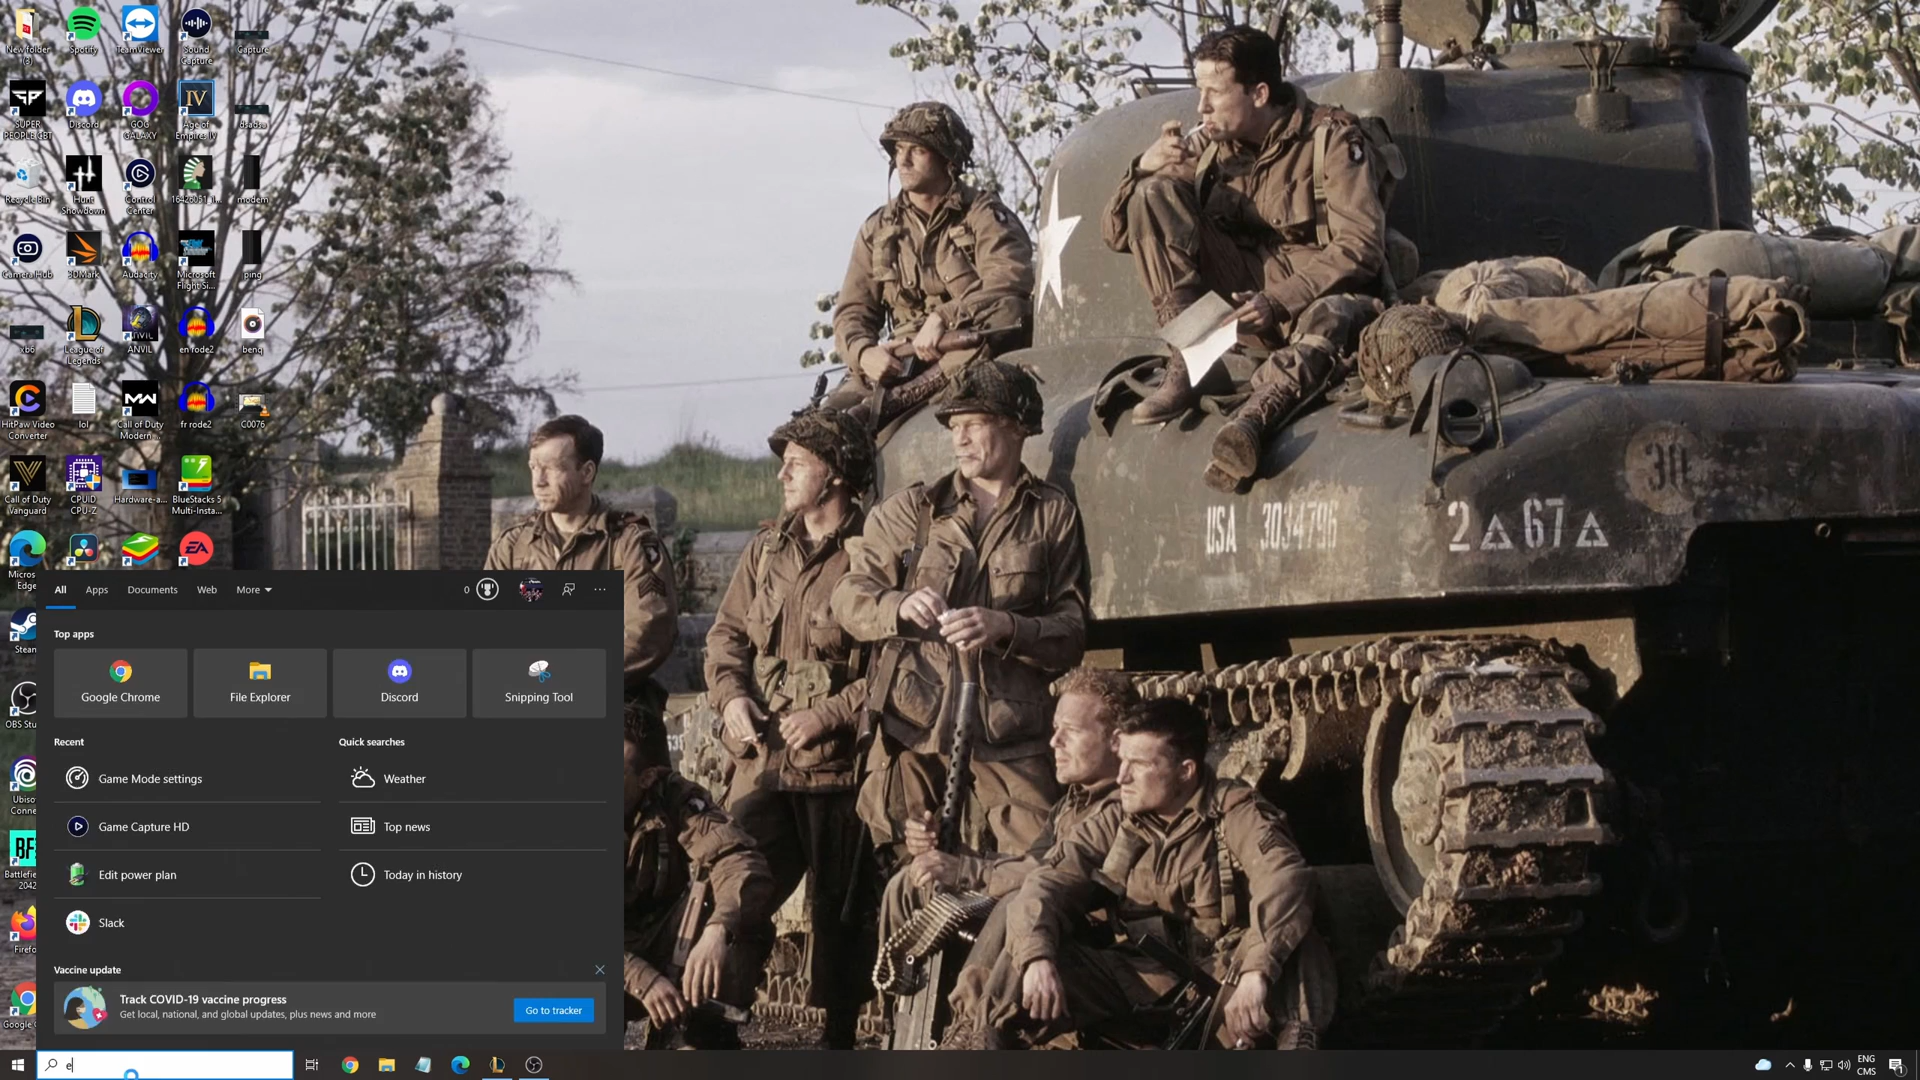 New folder (3)
Spotify
TeamViewer
Sound Capture
Capture
SUPER PEOPLE CBT
Discord
GOG GALAXY
Age of Empires IV
dsadsa
Recycle Bin
Hunt Showdown
Control Center
modem
Camera Hub
3DMark
Audacity
Microsoft Flight Si...
ping
xb6
League of Legends
ANVIL
en rode2
benq
HitPaw Video Converter
lol
Call of Duty Modern ...
fr rode2
C0076
Call of Duty Vanguard
CPUID CPU-Z
Hardware-a...
BlueStacks 5 Multi-Insta...
Micros
Edge
EA
Steam
OBS Stu
Ubiso
Conne
BF
Battlefie
2042
Firefo
Google C
All
Apps
Documents
Web
More
0
Top apps
Google Chrome
File Explorer
Discord
Snipping Tool
Recent
Quick searches
Game Mode settings
Weather
Game Capture HD
Top news
Edit power plan
Today in history
Slack
Vaccine update
Track COVID-19 vaccine progress
Get local, national, and global updates, plus news and more
Go to tracker
e
ENG
CMS
USA 3034796
2 67
30